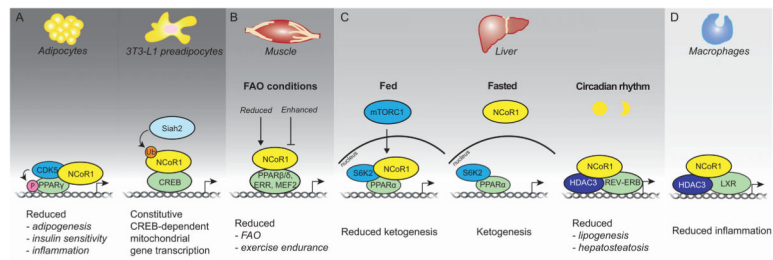 A
B
C
D
Adipocytes
3T3-L1 preadipocytes
Muscle
Liver
Macrophages
FAO conditions
Fed
Fasted
Circadian rhythm
Reduced
Enhanced
mTORC1
NCoR1
Siah2
Ub
nucleus
nucleus
CDK5
NCoR1
P
PPARγ
NCoR1
CREB
NCoR1
PPARβ/δ,
ERR, MEF2
S6K2
NCoR1
PPARα
S6K2
PPARα
NCoR1
HDAC3
REV-ERB
NCoR1
HDAC3
LXR
Reduced
- adipogenesis
- insulin sensitivity
- inflammation
Constitutive
CREB-dependent
mitochondrial
gene transcription
Reduced
- FAO
- exercise endurance
Reduced ketogenesis
Ketogenesis
Reduced
- lipogenesis
- hepatosteatosis
Reduced inflammation